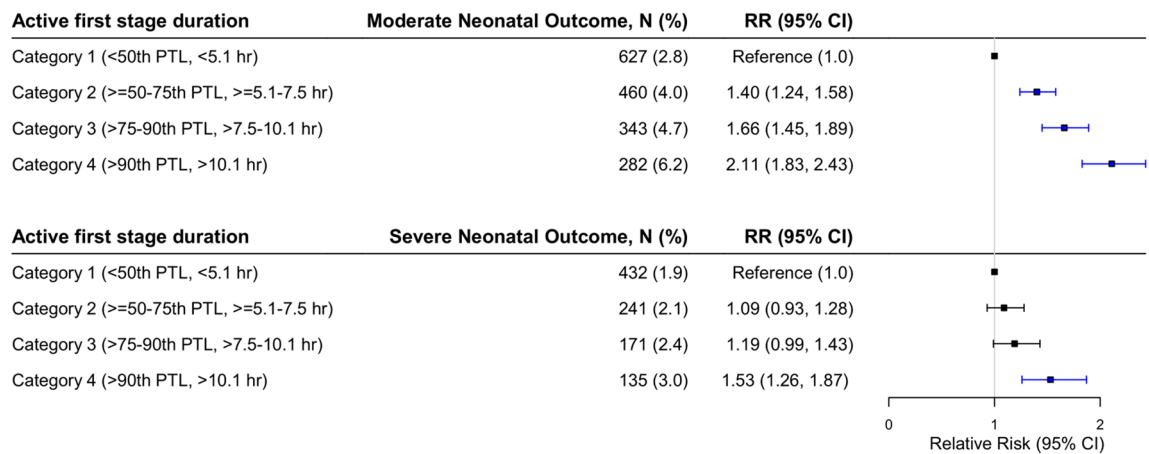 Active first stage duration Moderate Neonatal Outcome, N (%) RR (95% CI)
Category 1 (<50th PTL, <5.1 hr) 627 (2.8) Reference (1.0)
Category 2 (>=50-75th PTL, >=5.1-7.5 hr) 460 (4.0) 1.40 (1.24, 1.58)
Category 3 (>75-90th PTL, >7.5-10.1 hr) 343 (4.7) 1.66 (1.45, 1.89)
Category 4 (>90th PTL, >10.1 hr) 282 (6.2) 2.11 (1.83, 2.43)
Active first stage duration Severe Neonatal Outcome, N (%) RR (95% CI)
Category 1 (<50th PTL, <5.1 hr) 432 (1.9) Reference (1.0)
Category 2 (>=50-75th PTL, >=5.1-7.5 hr) 241 (2.1) 1.09 (0.93, 1.28)
Category 3 (>75-90th PTL, >7.5-10.1 hr) 171 (2.4) 1.19 (0.99, 1.43)
Category 4 (>90th PTL, >10.1 hr) 135 (3.0) 1.53 (1.26, 1.87)
0 1 2
Relative Risk (95% CI)